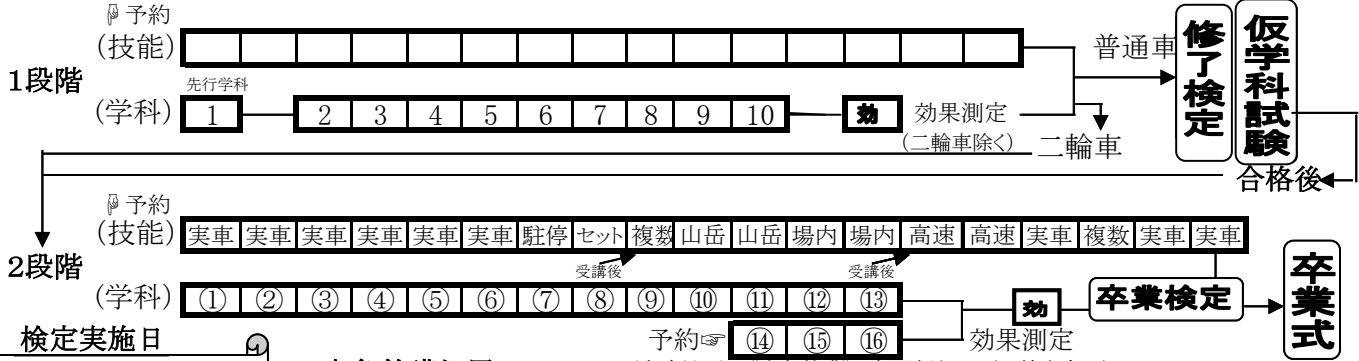 ☟予約
(技能)
普通車
修了検定
仮学科試験
1段階
先行学科
(学科) 1 2 3 4 5 6 7 8 9 10 効 効果測定
(二輪車除く)
二輪車
合格後
☟予約
(技能) 実車 実車 実車 実車 実車 実車 駐停 セット 複数 山岳 山岳 場内 場内 高速 高速 実車 複数 実車 実車
2段階
受講後 受講後
(学科) ① ② ③ ④ ⑤ ⑥ ⑦ ⑧ ⑨ ⑩ ⑪ ⑫ ⑬ 効 卒業検定 卒業式
予約☞ ⑭ ⑮ ⑯ 効果測定
検定実施日